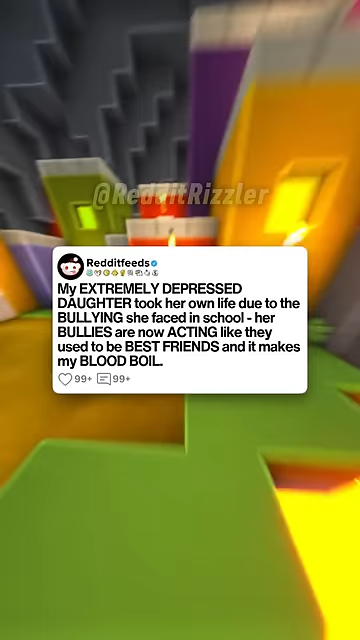 @RedditRizzler
Redditfeeds
My EXTREMELY DEPRESSED
DAUGHTER took her own life due to the
BULLYING she faced in school - her
BULLIES are now ACTING like they
used to be BEST FRIENDS and it makes
my BLOOD BOIL.
99+ 99+